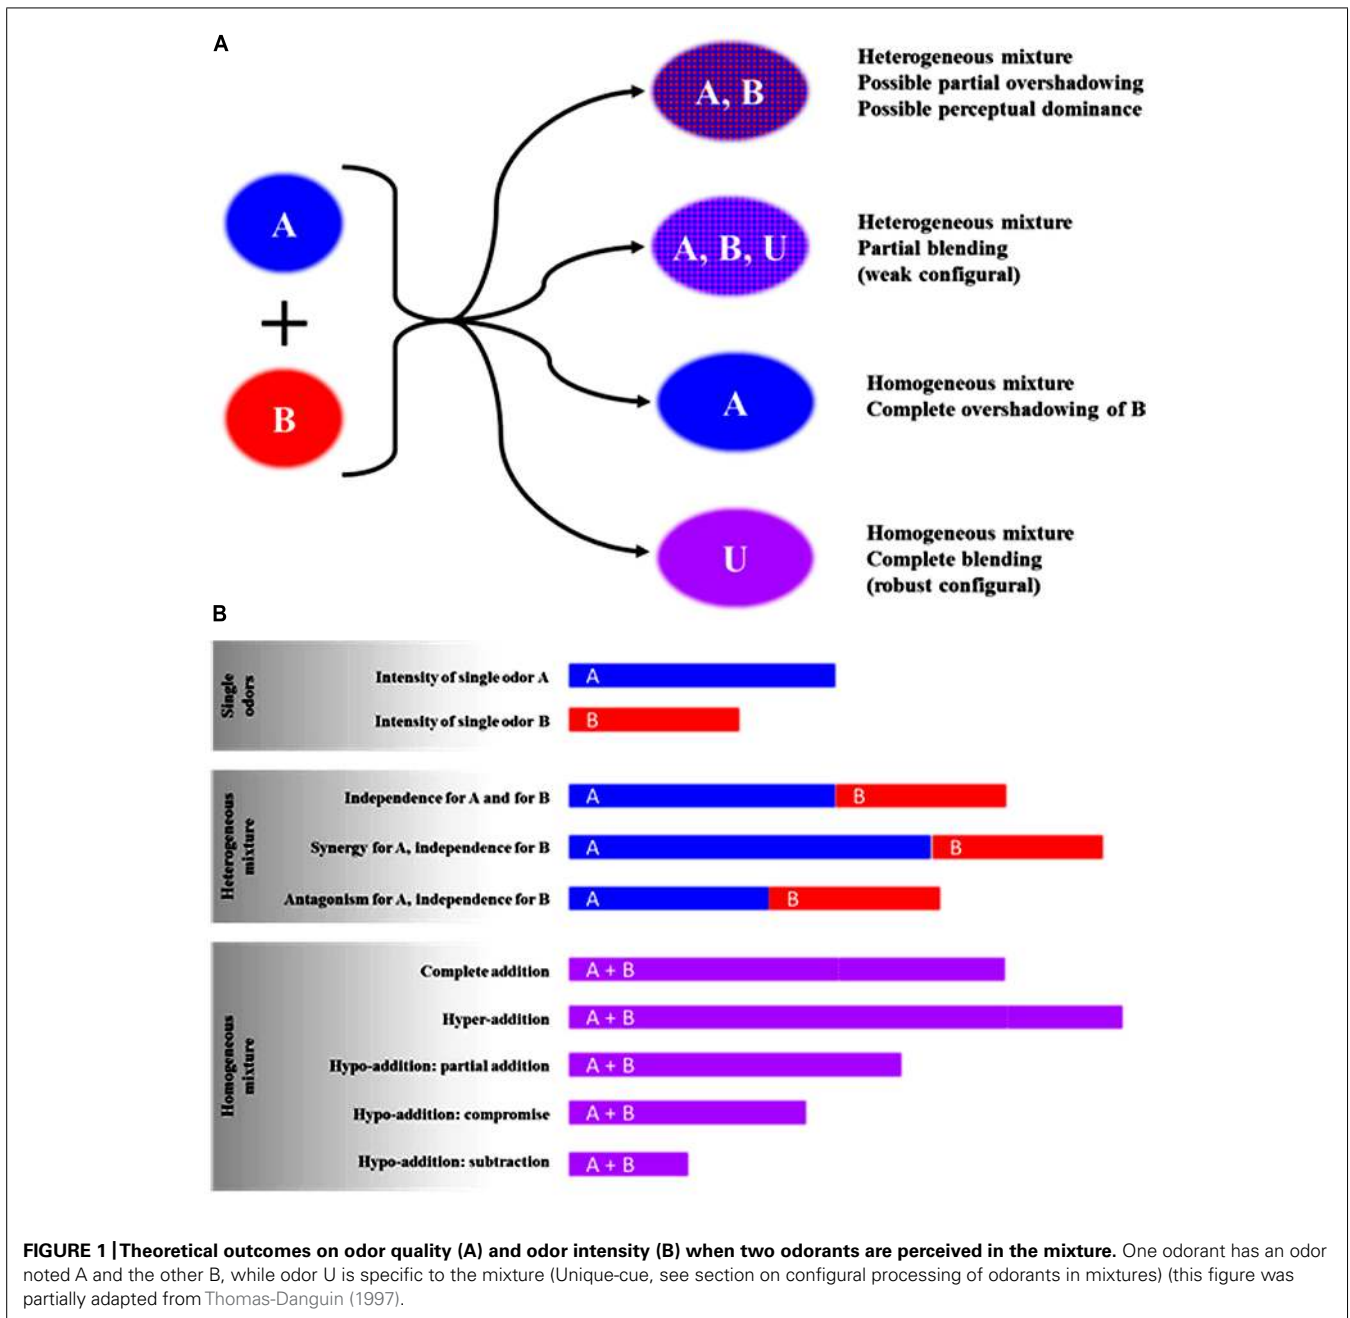 A
A
+
B
A, B
Heterogeneous mixture
Possible partial overshadowing
Possible perceptual dominance
A, B, U
Heterogeneous mixture
Partial blending
(weak configural)
A
Homogeneous mixture
Complete overshadowing of B
U
Homogeneous mixture
Complete blending
(robust configural)
B
Single
odors
Intensity of single odor A
A
Intensity of single odor B
B
Heterogeneous
mixture
Independence for A and for B
A B
Synergy for A, independence for B
A B
Antagonism for A, independence for B
A B
Homogeneous
mixture
Complete addition
A + B
Hyper-addition
A + B
Hypo-addition: partial addition
A + B
Hypo-addition: compromise
A + B
Hypo-addition: subtraction
A + B
FIGURE 1 | Theoretical outcomes on odor quality (A) and odor intensity (B) when two odorants are perceived in the mixture. One odorant has an odor
noted A and the other B, while odor U is specific to the mixture (Unique-cue, see section on configural processing of odorants in mixtures) (this figure was
partially adapted from Thomas-Danguin (1997).